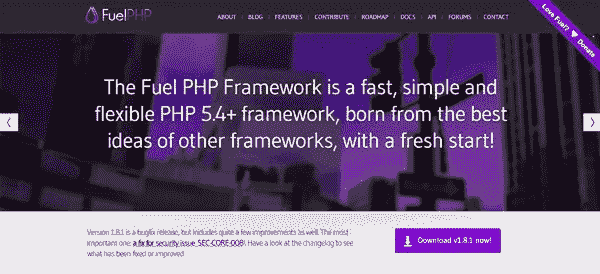 FuelPHP
ABOUT BLOG FEATURES CONTRIBUTE ROADMAP DOCS API FORUMS CONTACT
Love Fuel? ♥ Donate
The Fuel PHP Framework is a fast, simple and
flexible PHP 5.4+ framework, born from the best
ideas of other frameworks, with a fresh start!
Version 1.8.1 is a bugfix release, but includes quite a few improvements as well. The most
important one: a fix for security issue SEC-CORE-008! Have a look at the changelog to see
what has been fixed or improved
Download v1.8.1 now!